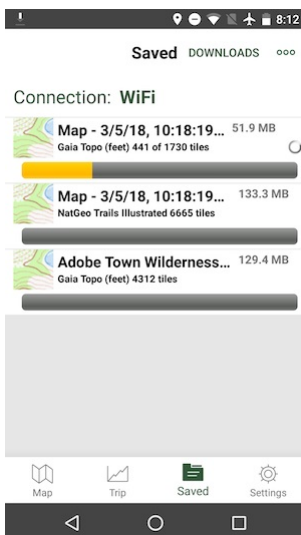 8:12
Saved DOWNLOADS
Connection: WiFi
Map - 3/5/18, 10:18:19... 51.9 MB
Gaia Topo (feet) 441 of 1730 tiles
Map - 3/5/18, 10:18:19... 133.3 MB
NatGeo Trails Illustrated 6665 tiles
Adobe Town Wilderness... 129.4 MB
Gaia Topo (feet) 4312 tiles
Map Trip Saved Settings